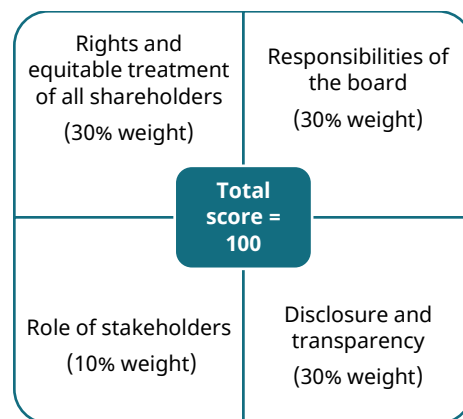 Rights and
equitable treatment
of all shareholders
(30% weight)
Responsibilities of
the board
(30% weight)
Total
score =
100
Role of stakeholders
(10% weight)
Disclosure and
transparency
(30% weight)